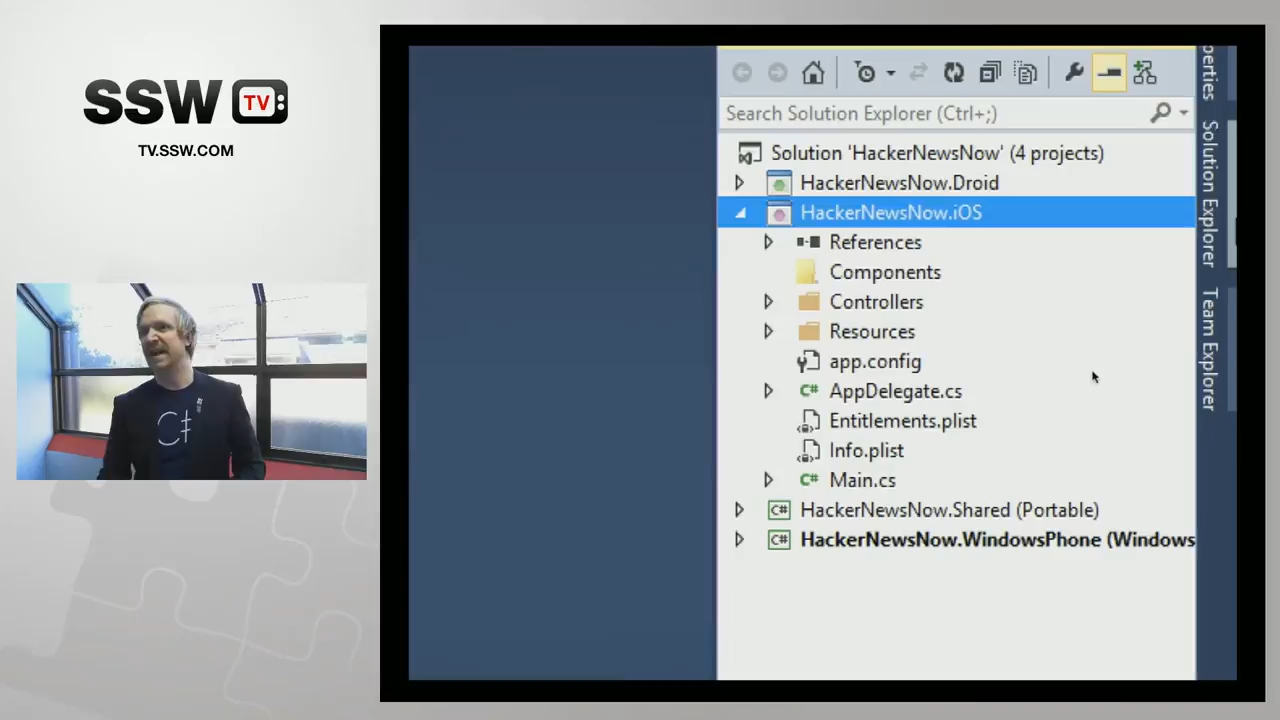 SSW TV
TV.SSW.COM
C#
Search Solution Explorer (Ctrl+;)
Solution 'HackerNewsNow' (4 projects)
HackerNewsNow.Droid
HackerNewsNow.iOS
References
Components
Controllers
Resources
app.config
C# AppDelegate.cs
Entitlements.plist
Info.plist
C# Main.cs
C# HackerNewsNow.Shared (Portable)
C# HackerNewsNow.WindowsPhone (Windows
perties
Solution Explorer
Team Explorer